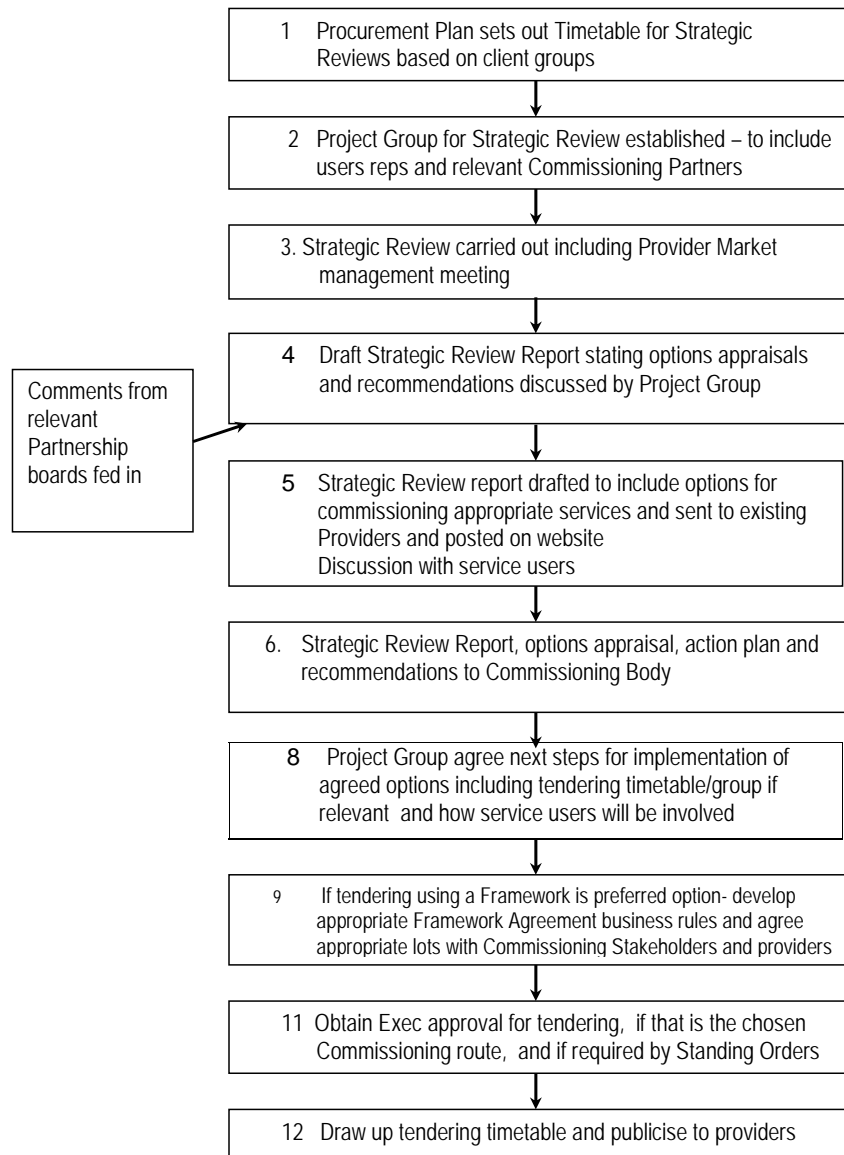 1 Procurement Plan sets out Timetable for Strategic
Reviews based on client groups
2 Project Group for Strategic Review established – to include
users reps and relevant Commissioning Partners
3. Strategic Review carried out including Provider Market
management meeting
4 Draft Strategic Review Report stating options appraisals
and recommendations discussed by Project Group
Comments from
relevant
Partnership
boards fed in
5 Strategic Review report drafted to include options for
commissioning appropriate services and sent to existing
Providers and posted on website
Discussion with service users
6. Strategic Review Report, options appraisal, action plan and
recommendations to Commissioning Body
8 Project Group agree next steps for implementation of
agreed options including tendering timetable/group if
relevant and how service users will be involved
9 If tendering using a Framework is preferred option- develop
appropriate Framework Agreement business rules and agree
appropriate lots with Commissioning Stakeholders and providers
11 Obtain Exec approval for tendering, if that is the chosen
Commissioning route, and if required by Standing Orders
12 Draw up tendering timetable and publicise to providers